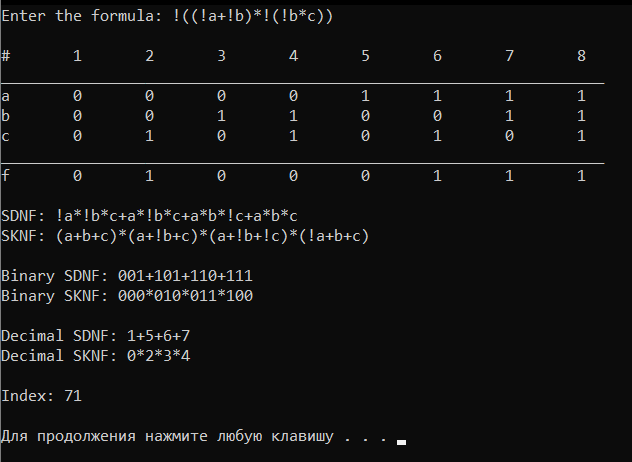 Enter the formula: !((!a+!b)*!(!b*c))
# 1 2 3 4 5 6 7 8
a 0 0 0 0 1 1 1 1
b 0 0 1 1 0 0 1 1
c 0 1 0 1 0 1 0 1
f 0 1 0 0 0 1 1 1
SDNF: !a*!b*c+a*!b*c+a*b*!c+a*b*c
SKNF: (a+b+c)*(a+!b+c)*(a+!b+!c)*(!a+b+c)
Binary SDNF: 001+101+110+111
Binary SKNF: 000*010*011*100
Decimal SDNF: 1+5+6+7
Decimal SKNF: 0*2*3*4
Index: 71
Для продолжения нажмите любую клавишу . . .